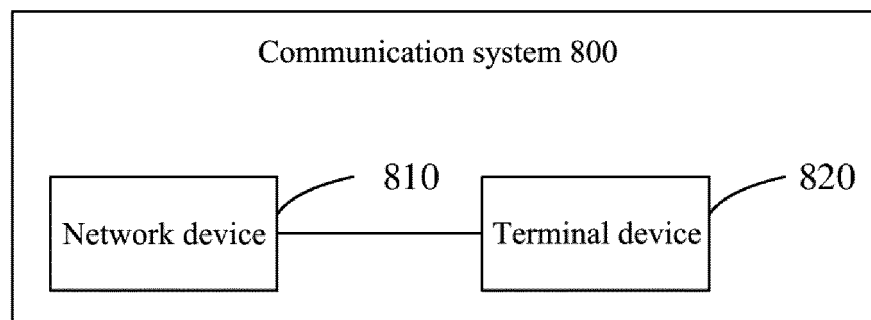 Communication system 800
810
820
Network device
Terminal device